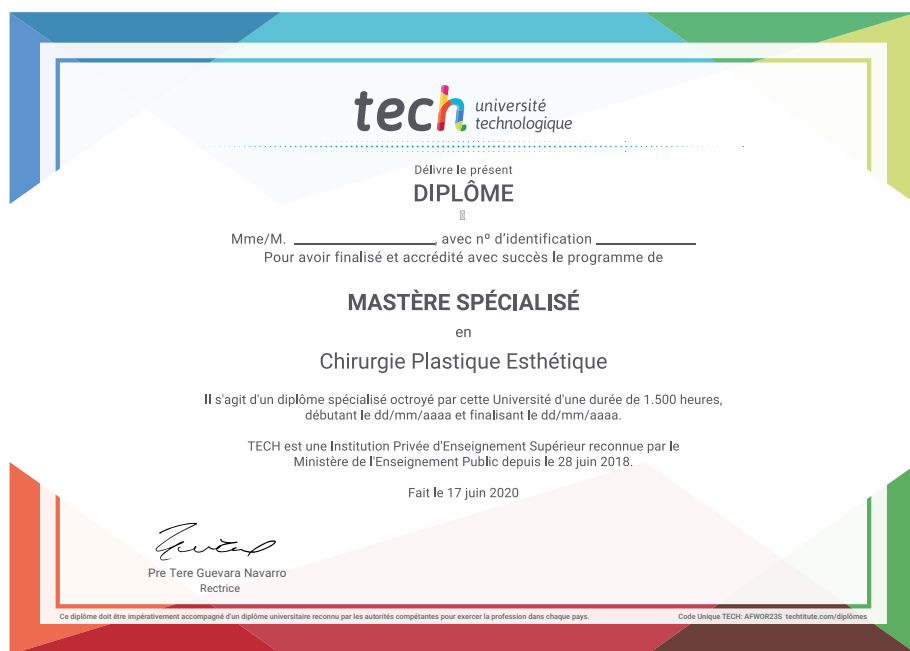 tech université
technologique
Délivre le présent
DIPLÔME
Mme/M. ____________, avec nº d'identification ____________
Pour avoir finalisé et accrédité avec succès le programme de
MASTÈRE SPÉCIALISÉ
en
Chirurgie Plastique Esthétique
Il s'agit d'un diplôme spécialisé octroyé par cette Université d'une durée de 1.500 heures,
débutant le dd/mm/aaaa et finalisant le dd/mm/aaaa.
TECH est une Institution Privée d'Enseignement Supérieur reconnue par le
Ministère de l'Enseignement Public depuis le 28 juin 2018.
Fait le 17 juin 2020
Pre Tere Guevara Navarro
Rectrice
Ce diplôme doit être impérativement accompagné d'un diplôme universitaire reconnu par les autorités compétantes pour exercer la profession dans chaque pays. Code Unique TECH: AFWOR23S techtitute.com/diplômes